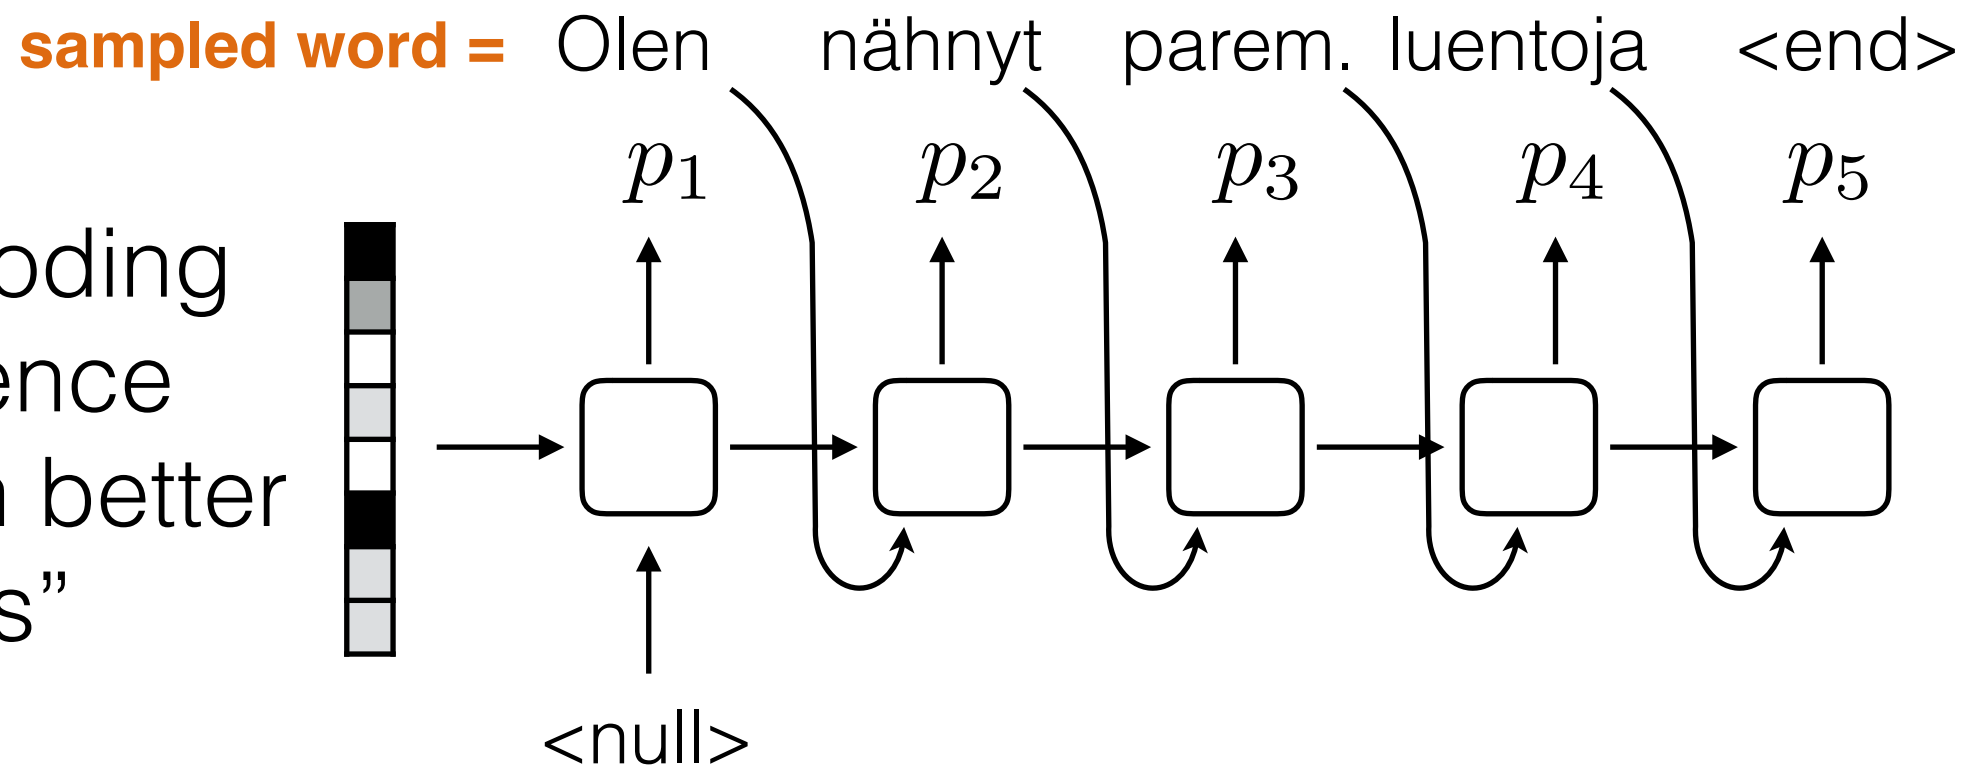 sampled word = Olen nähnyt parem. luentoja <end>
p1 p2 p3 p4 p5
oding
ence
better
s”
<null>